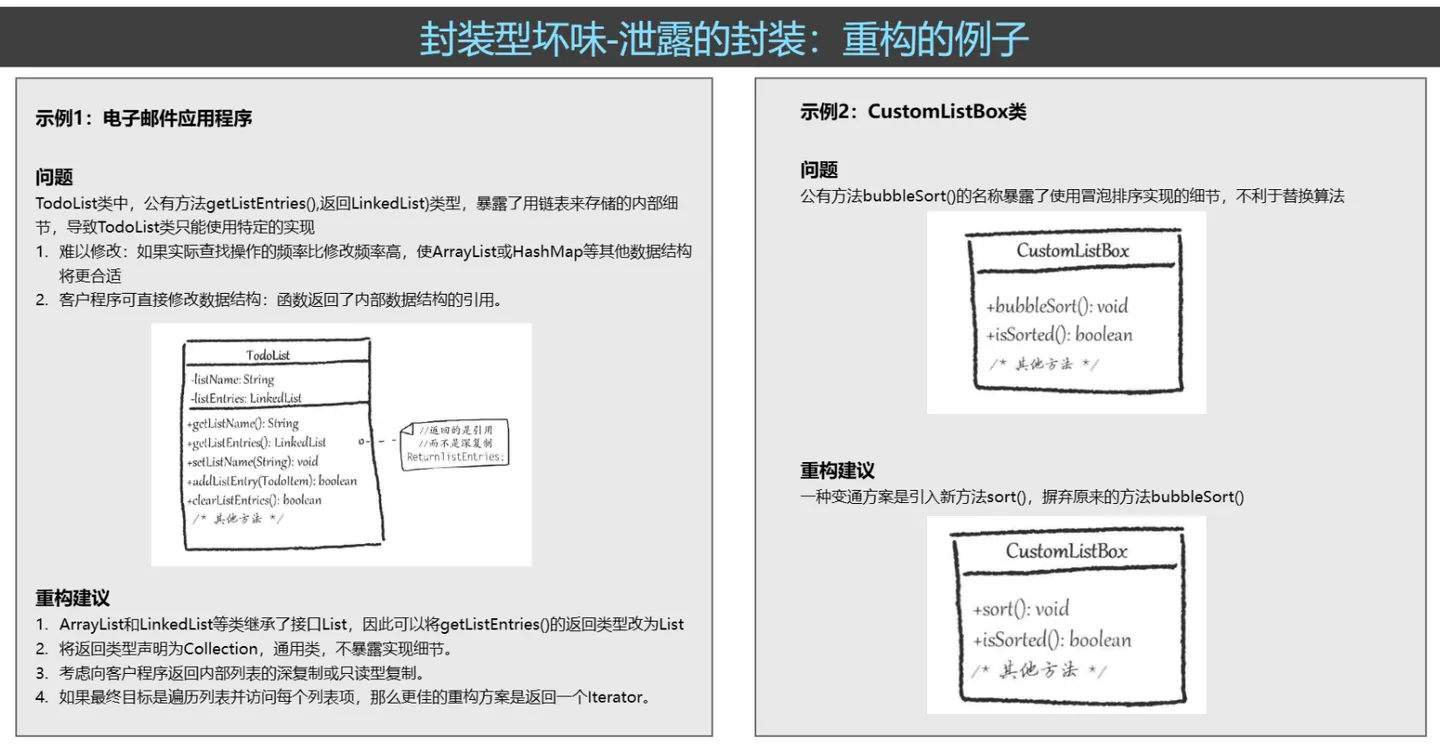 封装型坏味-泄露的封装：重构的例子
示例1：电子邮件应用程序
问题
TodoList类中，公有方法getListEntries(),返回LinkedList)类型，暴露了用链表来存储的内部细
节，导致TodoList类只能使用特定的实现
1. 难以修改：如果实际查找操作的频率比修改频率高，使ArrayList或HashMap等其他数据结构
将更合适
2. 客户程序可直接修改数据结构：函数返回了内部数据结构的引用。
TodoList
-listName: String
-listEntries: LinkedList
+getListName(): String
+getListEntries(): LinkedList
+setListName(String): void
+addListEntry(TodoItem): boolean
+clearListEntries(): boolean
/* 其他方法 */
//返回的是引用
//而不是深复制
ReturnlistEntries;
重构建议
1. ArrayList和LinkedList等类继承了接口List，因此可以将getListEntries()的返回类型改为List
2. 将返回类型声明为Collection，通用类，不暴露实现细节。
3. 考虑向客户程序返回内部列表的深复制或只读型复制。
4. 如果最终目标是遍历列表并访问每个列表项，那么更佳的重构方案是返回一个Iterator。
示例2：CustomListBox类
问题
公有方法bubbleSort()的名称暴露了使用冒泡排序实现的细节，不利于替换算法
CustomListBox
+bubbleSort(): void
+isSorted(): boolean
/* 其他方法 */
重构建议
一种变通方案是引入新方法sort()，摒弃原来的方法bubbleSort()
CustomListBox
+sort(): void
+isSorted(): boolean
/* 其他方法 */